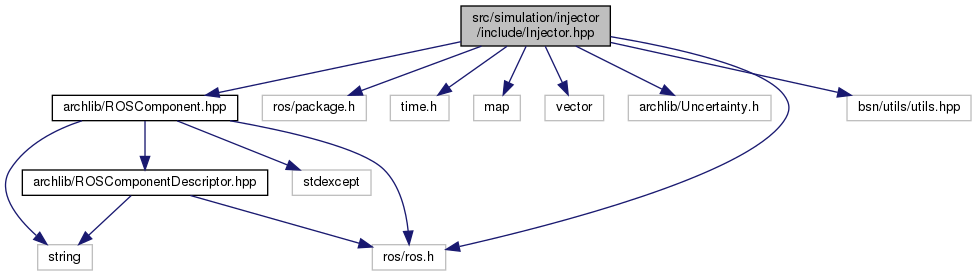 src/simulation/injector
/include/Injector.hpp
archlib/ROSComponent.hpp
ros/package.h
time.h
map
vector
archlib/Uncertainty.h
bsn/utils/utils.hpp
archlib/ROSComponentDescriptor.hpp
stdexcept
string
ros/ros.h